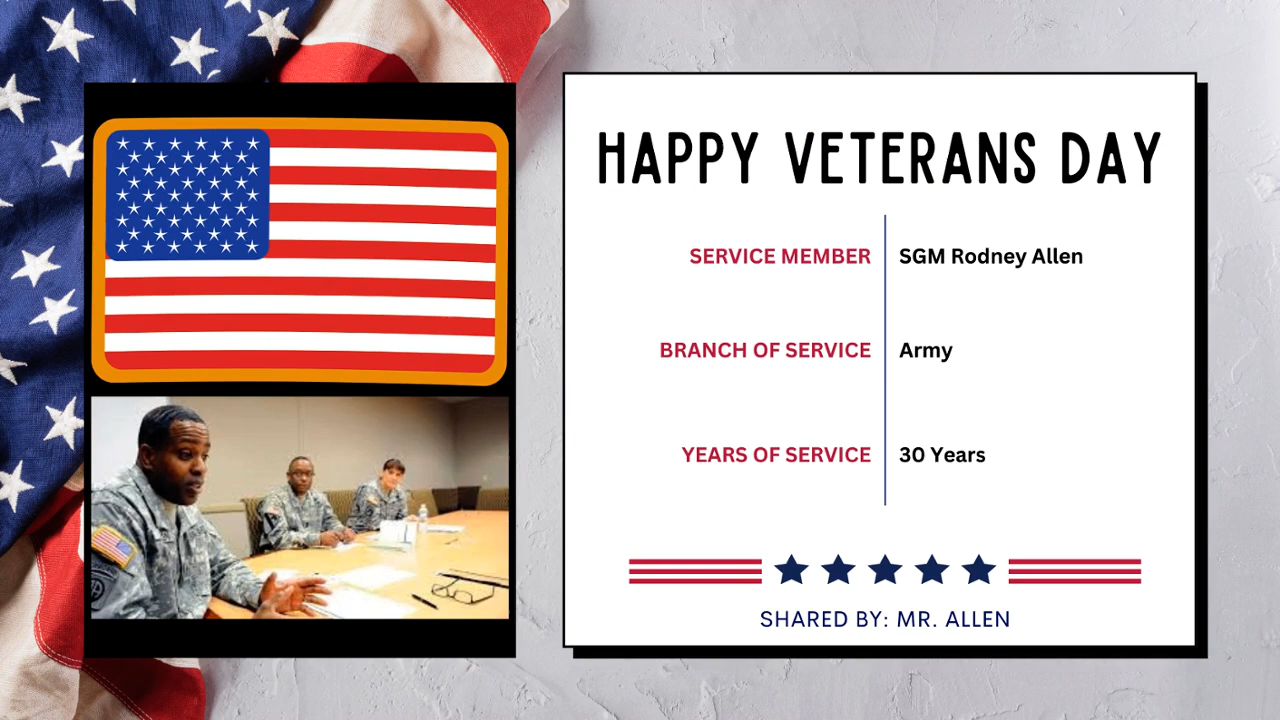 HAPPY VETERANS DAY
SERVICE MEMBER SGM Rodney Allen
BRANCH OF SERVICE Army
YEARS OF SERVICE 30 Years
SHARED BY: MR. ALLEN